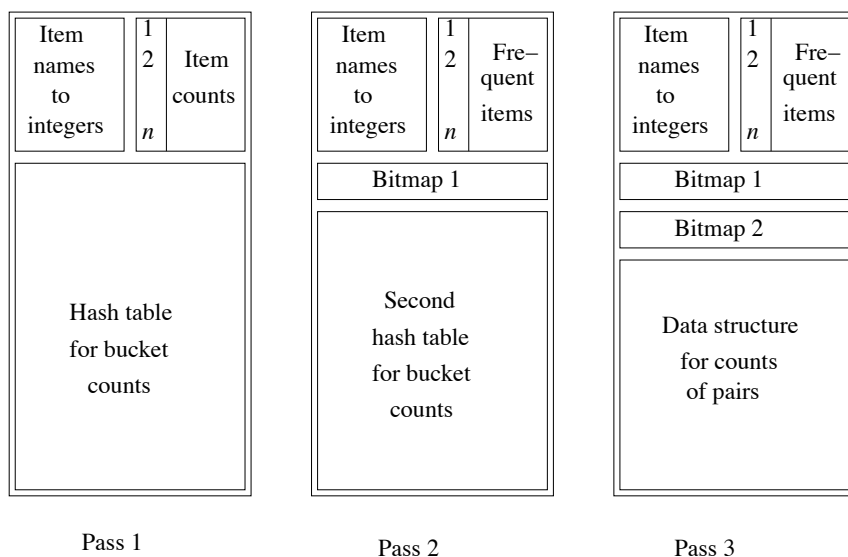 Item
names
to
integers
1
2
n
Item
counts
Hash table
for bucket
counts
Pass 1
Item
names
to
integers
1
2
n
Fre–
quent
items
Bitmap 1
Second
hash table
for bucket
counts
Pass 2
Item
names
to
integers
1
2
n
Fre–
quent
items
Bitmap 1
Bitmap 2
Data structure
for counts
of pairs
Pass 3